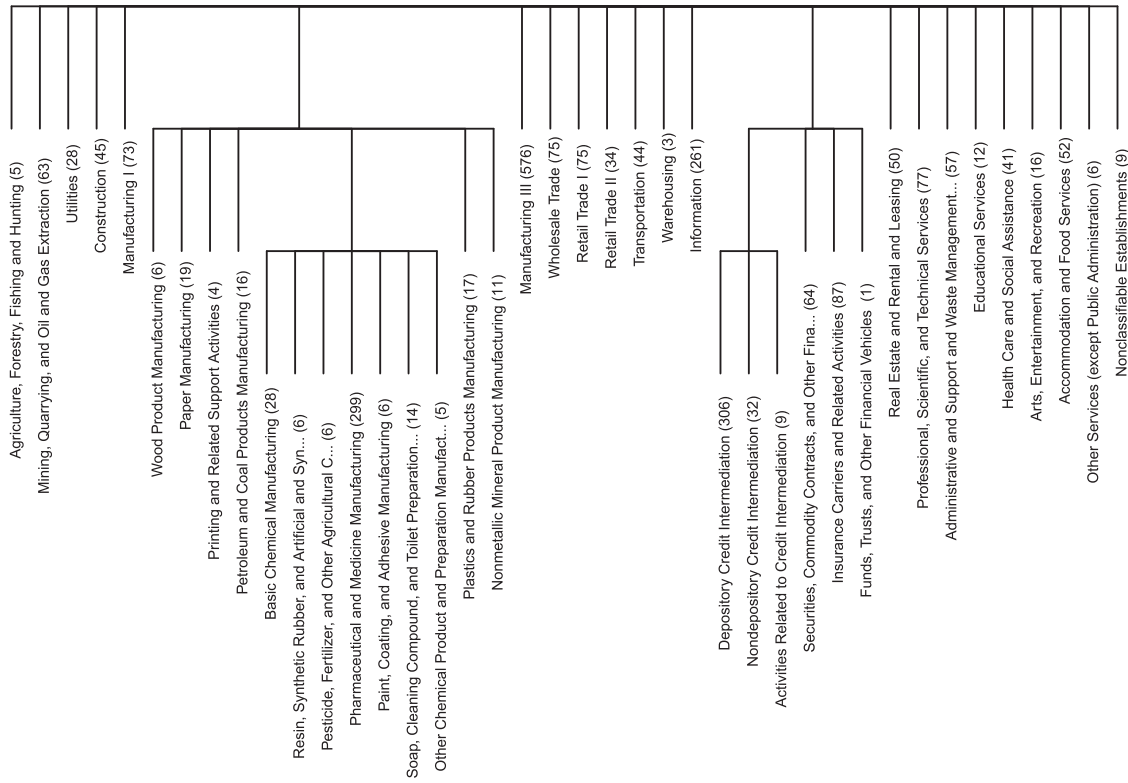 Agriculture, Forestry, Fishing and Hunting (5)
Mining, Quarrying, and Oil and Gas Extraction (63)
Utilities (28)
Construction (45)
Manufacturing I (73)
Wood Product Manufacturing (6)
Paper Manufacturing (19)
Printing and Related Support Activities (4)
Petroleum and Coal Products Manufacturing (16)
Basic Chemical Manufacturing (28)
Resin, Synthetic Rubber, and Artificial and Syn... (6)
Pesticide, Fertilizer, and Other Agricultural C... (6)
Pharmaceutical and Medicine Manufacturing (299)
Paint, Coating, and Adhesive Manufacturing (6)
Soap, Cleaning Compound, and Toilet Preparation... (14)
Other Chemical Product and Preparation Manufact... (5)
Plastics and Rubber Products Manufacturing (17)
Nonmetallic Mineral Product Manufacturing (11)
Manufacturing III (576)
Wholesale Trade (75)
Retail Trade I (75)
Retail Trade II (34)
Transportation (44)
Warehousing (3)
Information (261)
Depository Credit Intermediation (306)
Nondepository Credit Intermediation (32)
Activities Related to Credit Intermediation (9)
Securities, Commodity Contracts, and Other Fina... (64)
Insurance Carriers and Related Activities (87)
Funds, Trusts, and Other Financial Vehicles (1)
Real Estate and Rental and Leasing (50)
Professional, Scientific, and Technical Services (77)
Administrative and Support and Waste Management... (57)
Educational Services (12)
Health Care and Social Assistance (41)
Arts, Entertainment, and Recreation (16)
Accommodation and Food Services (52)
Other Services (except Public Administration) (6)
Nonclassifiable Establishments (9)